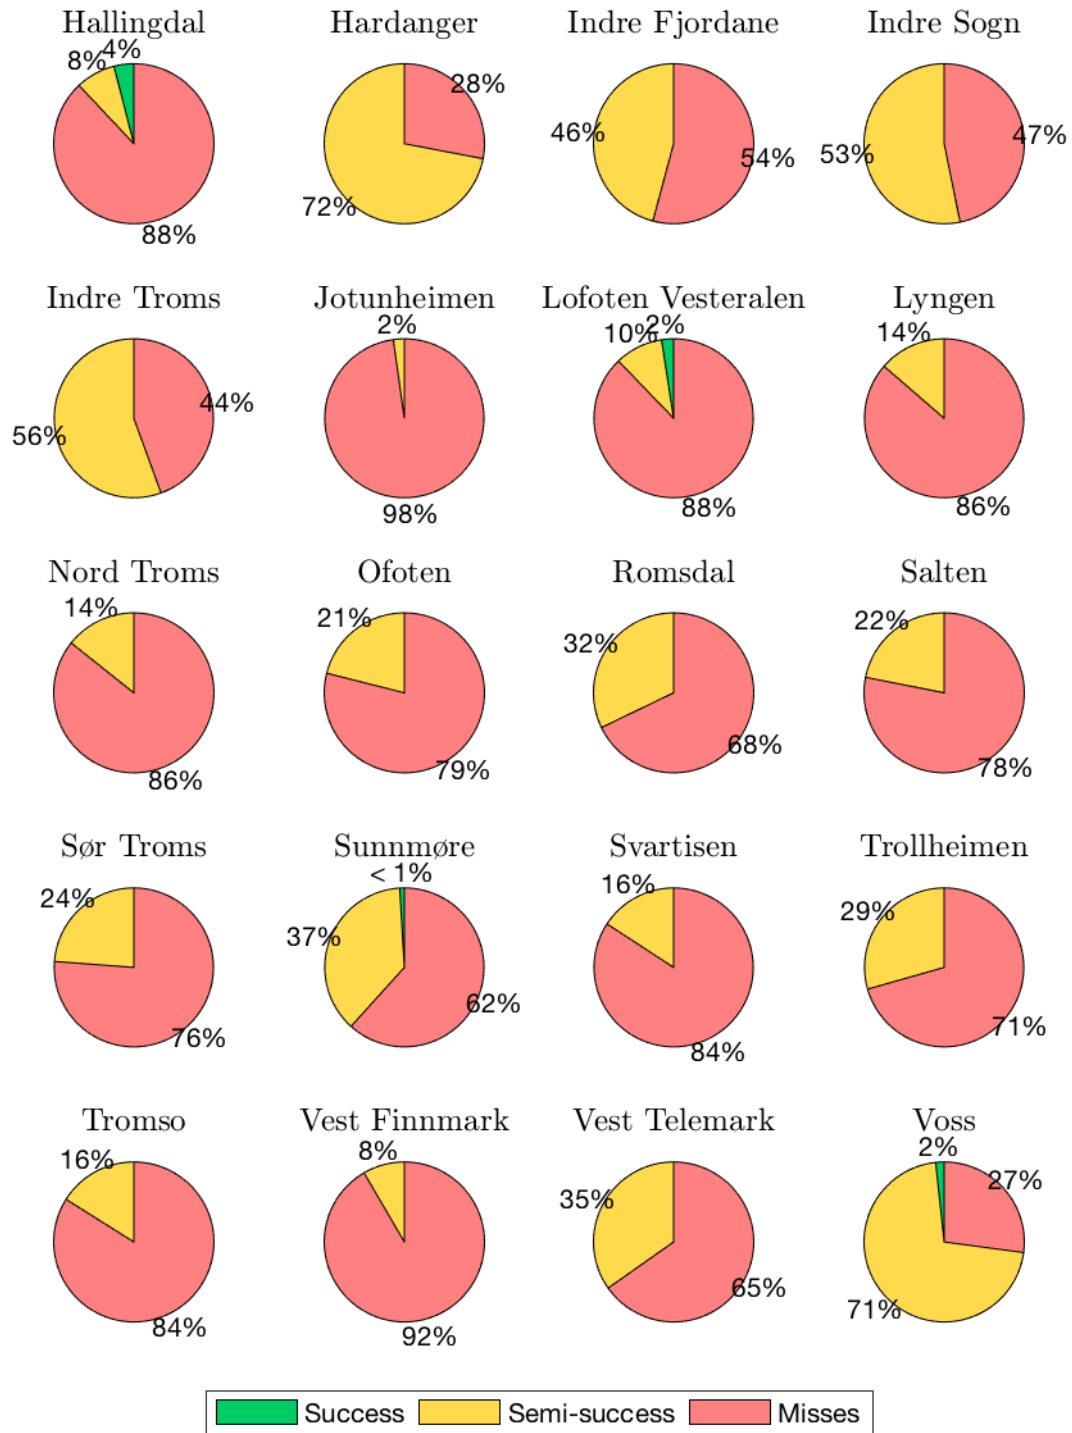 Hallingdal
8%
4%
88%
Hardanger
28%
72%
Indre Fjordane
46%
54%
Indre Sogn
53%
47%
Indre Troms
56%
44%
Jotunheimen
2%
98%
Lofoten Vesteralen
10%
2%
88%
Lyngen
14%
86%
Nord Troms
14%
86%
Ofoten
21%
79%
Romsdal
32%
68%
Salten
22%
78%
Sør Troms
24%
76%
Sunnmøre
< 1%
37%
62%
Svartisen
16%
84%
Trollheimen
29%
71%
Tromso
16%
84%
Vest Finnmark
8%
92%
Vest Telemark
35%
65%
Voss
2%
27%
71%
Success Semi-success Misses